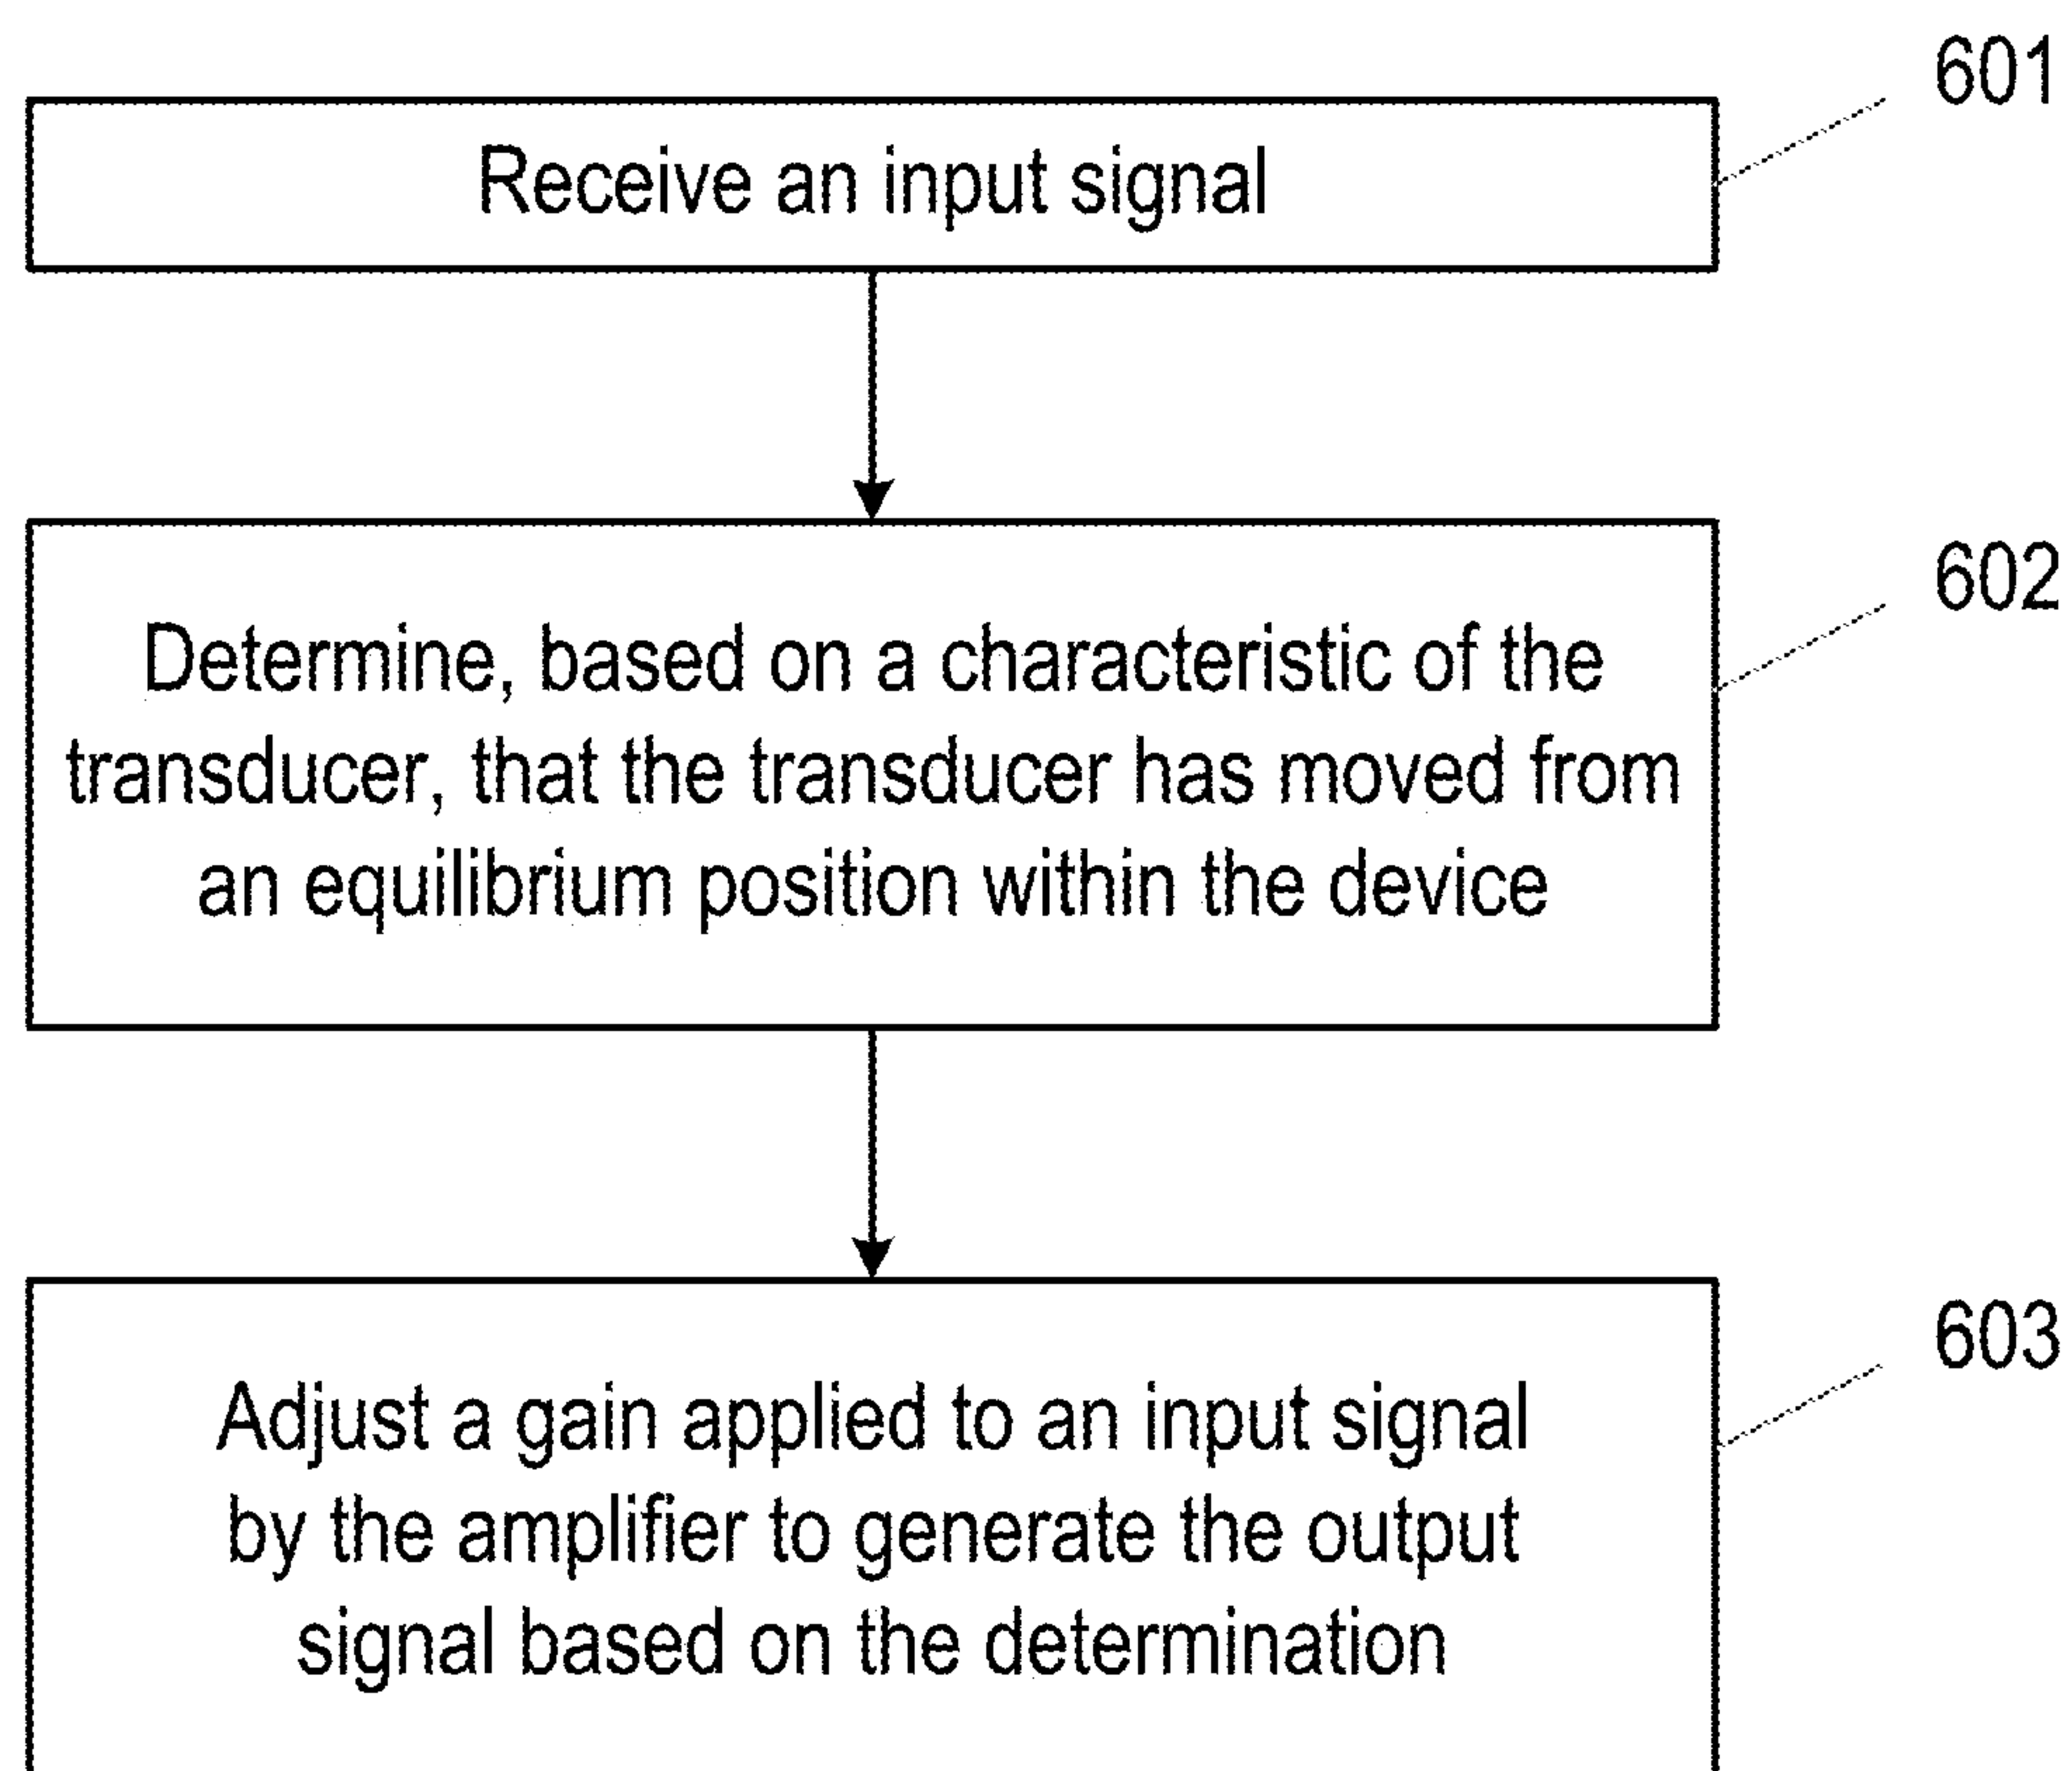 601
Receive an input signal
602
Determine, based on a characteristic of the
transducer, that the transducer has moved from
an equilibrium position within the device
603
Adjust a gain applied to an input signal
by the amplifier to generate the output
signal based on the determination